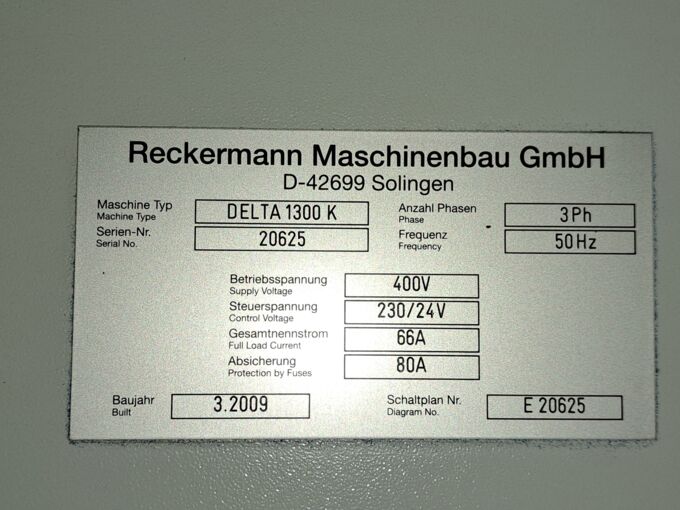 Reckermann Maschinenbau GmbH
D-42699 Solingen
Maschine Typ DELTA 1300 K Anzahl Phasen 3Ph
Machine Type Phase
Serien-Nr. 20625 Frequenz 50Hz
Serial No. Frequency
Betriebsspannung 400V
Supply Voltage
Steuerspannung 230/24V
Control Voltage
Gesamtnennstrom 66A
Full Load Current
Absicherung 80A
Protection by Fuses
Baujahr 3.2009 Schaltplan Nr. E 20625
Built Diagram No.